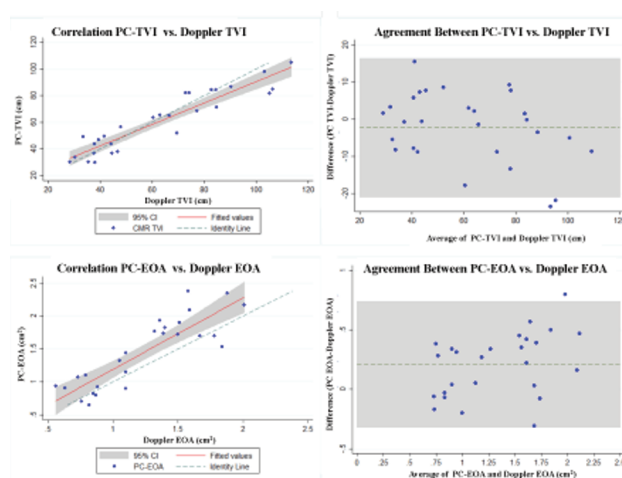 Correlation PC-TVI vs. Doppler TVI
PC-TVI (cm)
120
100
80
60
40
20
20 40 60 80 100 120
Doppler TVI (cm)
95% CI Fitted values
CMR TVI Identity Line
Agreement Between PC-TVI vs. Doppler TVI
Difference (PC TVI-Doppler TVI)
20
10
0
-10
-20
20 40 60 80 100 120
Average of PC-TVI and Doppler TVI (cm)
Correlation PC-EOA vs. Doppler EOA
PC-EOA (cm²)
2.5
2
1.5
1
.5
.5 1 1.5 2 2.5
Doppler EOA (cm²)
95% CI Fitted values
PC-EOA Identity Line
Agreement Between PC-EOA vs. Doppler EOA
Difference (PC EOA-Doppler EOA)
1
.5
0
-.5
0 .25 .5 .75 1 1.25 1.5 1.75 2 2.25 2.5
Average of PC-EOA and Doppler EOA (cm²)